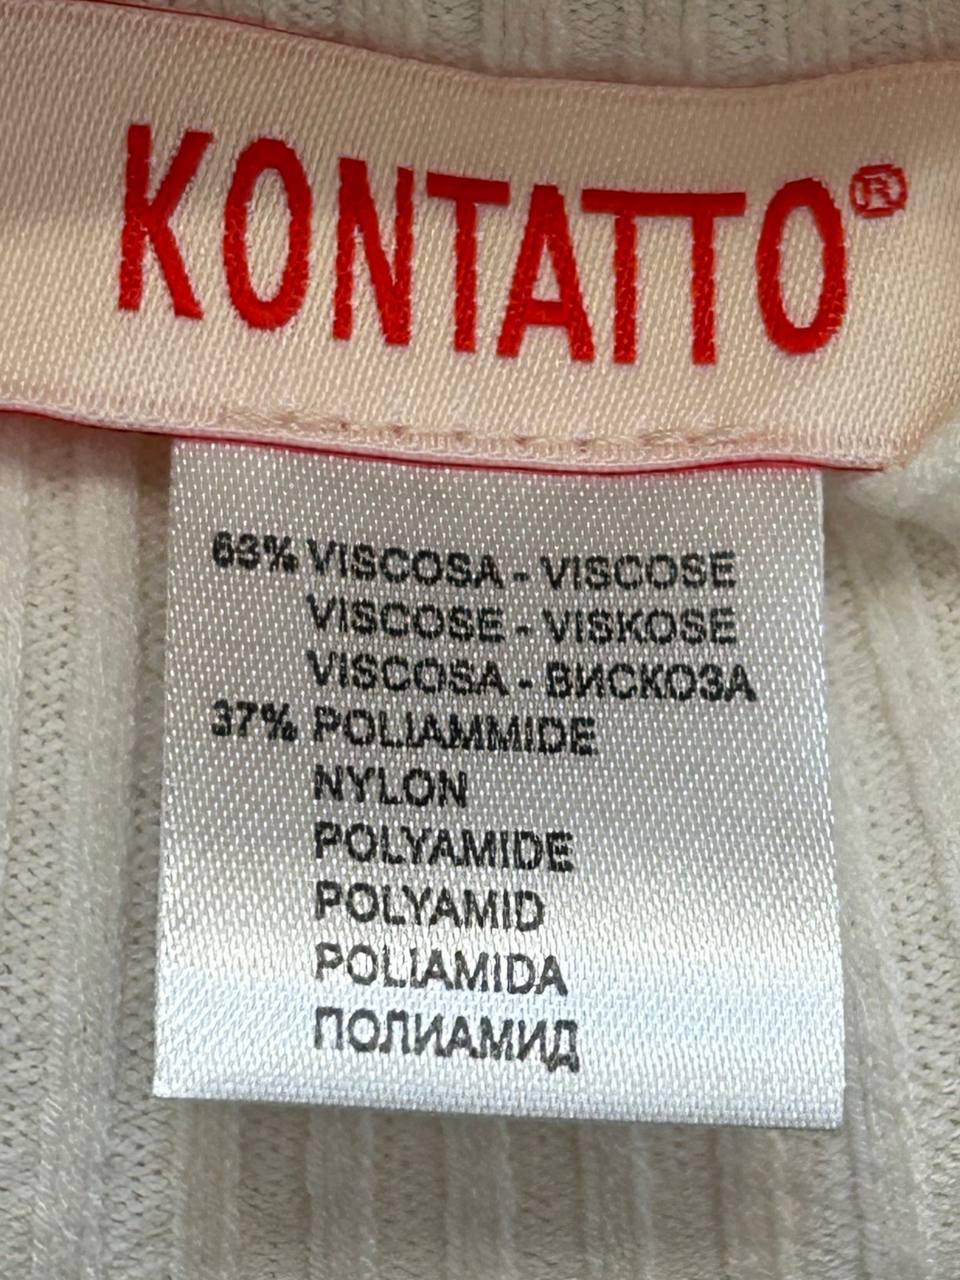 KONTATTO®
63% VISCOSA - VISCOSE
VISCOSE - VISKOSE
VISCOSA - ВИСКОЗА
37% POLIAMMIDE
NYLON
POLYAMIDE
POLYAMID
POLIAMIDA
ПОЛИАМИД